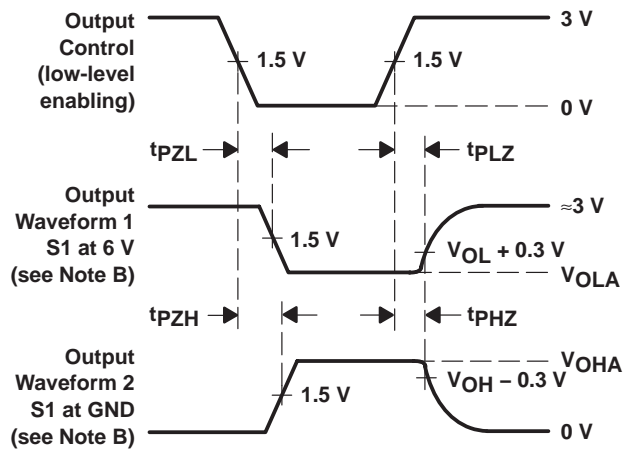 Output
Control
(low-level
enabling)
3 V
1.5 V
1.5 V
0 V
tPZL
tPLZ
Output
Waveform 1
S1 at 6 V
(see Note B)
≈3 V
1.5 V
VOL + 0.3 V
VOLA
tPZH
tPHZ
Output
Waveform 2
S1 at GND
(see Note B)
VOHA
VOH − 0.3 V
1.5 V
0 V